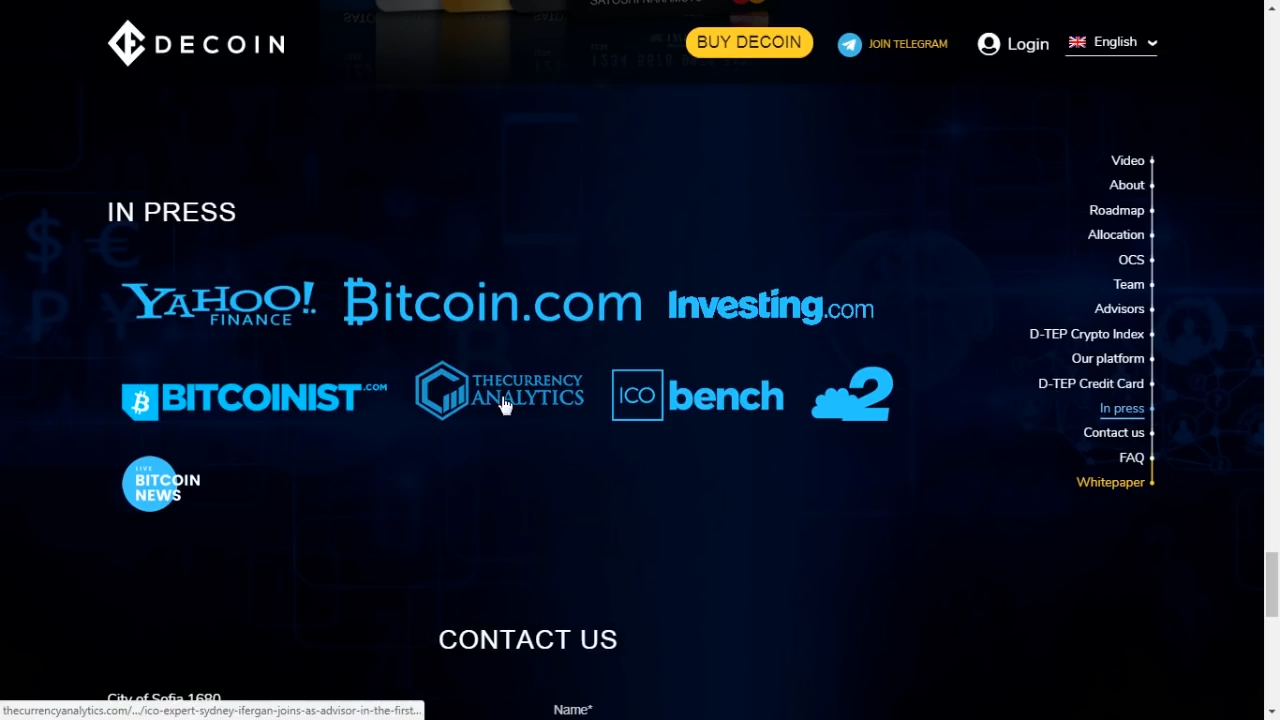 DECOIN
BUY DECOIN
JOIN TELEGRAM
Login
English
IN PRESS
YAHOO!
FINANCE
Bitcoin.com
Investing.com
BITCOINIST.COM
THECURRENCY
ANALYTICS
ICO bench
2
LIVE
BITCOIN
NEWS
Video
About
Roadmap
Allocation
OCS
Team
Advisors
D-TEP Crypto Index
Our platform
D-TEP Credit Card
In press
Contact us
FAQ
Whitepaper
CONTACT US
City of Sofia 1680
Name*
thecurrencyanalytics.com/.../ico-expert-sydney-ifergan-joins-as-advisor-in-the-first...